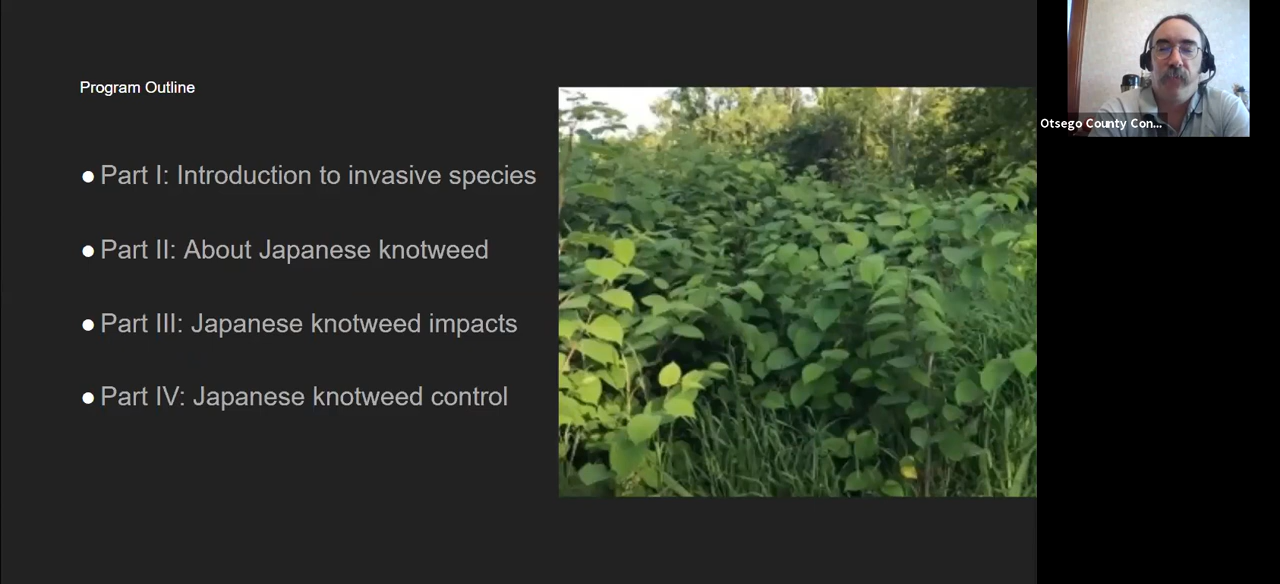 Program Outline
● Part I: Introduction to invasive species
● Part II: About Japanese knotweed
● Part III: Japanese knotweed impacts
● Part IV: Japanese knotweed control
Otsego County Con...